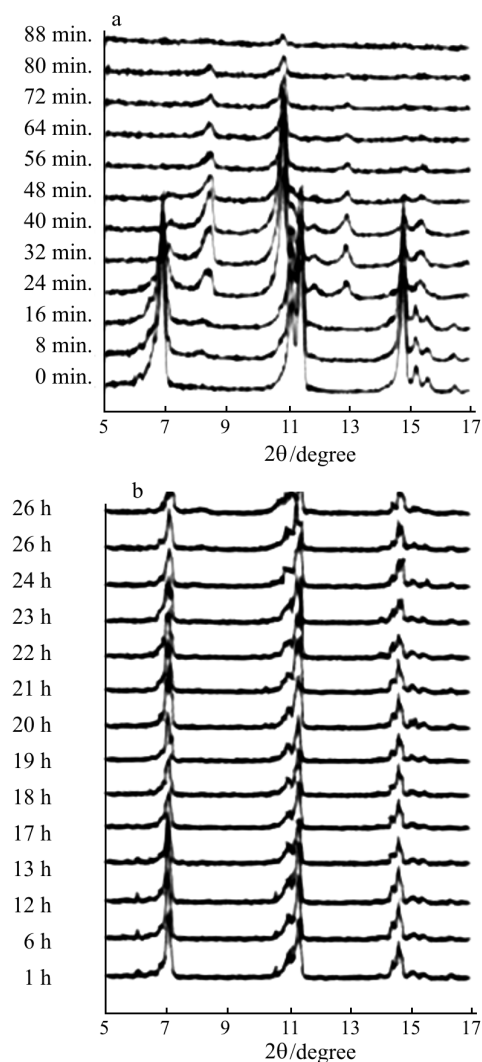 a
88 min.
80 min.
72 min.
64 min.
56 min.
48 min.
40 min.
32 min.
24 min.
16 min.
8 min.
0 min.
5 7 9 11 13 15 17
2θ/degree
b
26 h
26 h
24 h
23 h
22 h
21 h
20 h
19 h
18 h
17 h
13 h
12 h
6 h
1 h
5 7 9 11 13 15 17
2θ/degree